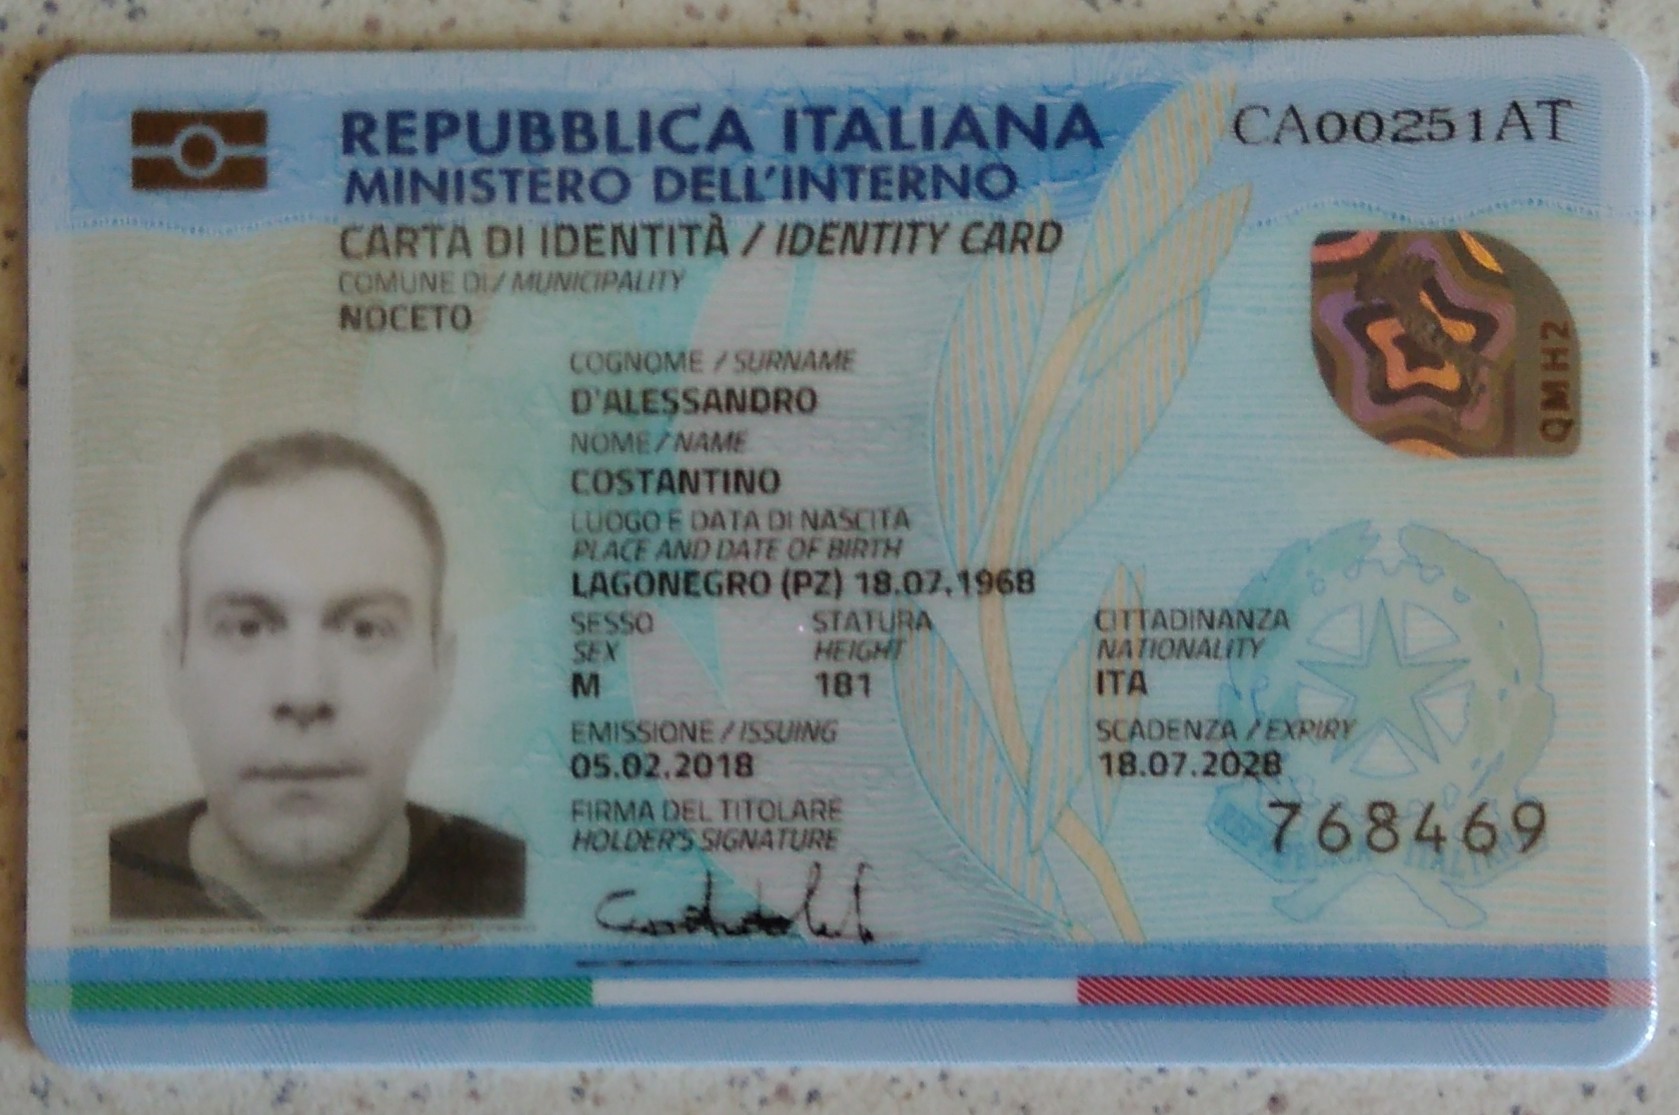 REPUBBLICA ITALIANA
CA00251AT
MINISTERO DELL'INTERNO
CARTA DI IDENTITÀ / IDENTITY CARD
COMUNE DI / MUNICIPALITY
NOCETO
QMH2
COGNOME / SURNAME
D'ALESSANDRO
NOME / NAME
COSTANTINO
LUOGO E DATA DI NASCITA
PLACE AND DATE OF BIRTH
LAGONEGRO (PZ) 18.07.1968
SESSO STATURA CITTADINANZA
SEX HEIGHT NATIONALITY
M 181 ITA
EMISSIONE / ISSUING SCADENZA / EXPIRY
05.02.2018 18.07.2028
FIRMA DEL TITOLARE
HOLDER'S SIGNATURE
768469